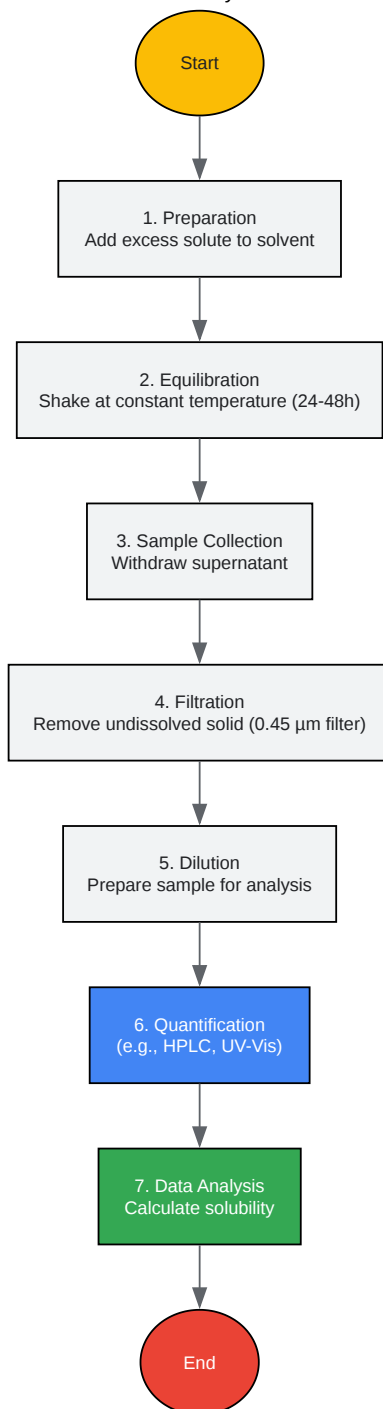 Start
1. Preparation
Add excess solute to solvent
2. Equilibration
Shake at constant temperature (24-48h)
3. Sample Collection
Withdraw supernatant
4. Filtration
Remove undissolved solid (0.45 µm filter)
5. Dilution
Prepare sample for analysis
6. Quantification
(e.g., HPLC, UV-Vis)
7. Data Analysis
Calculate solubility
End